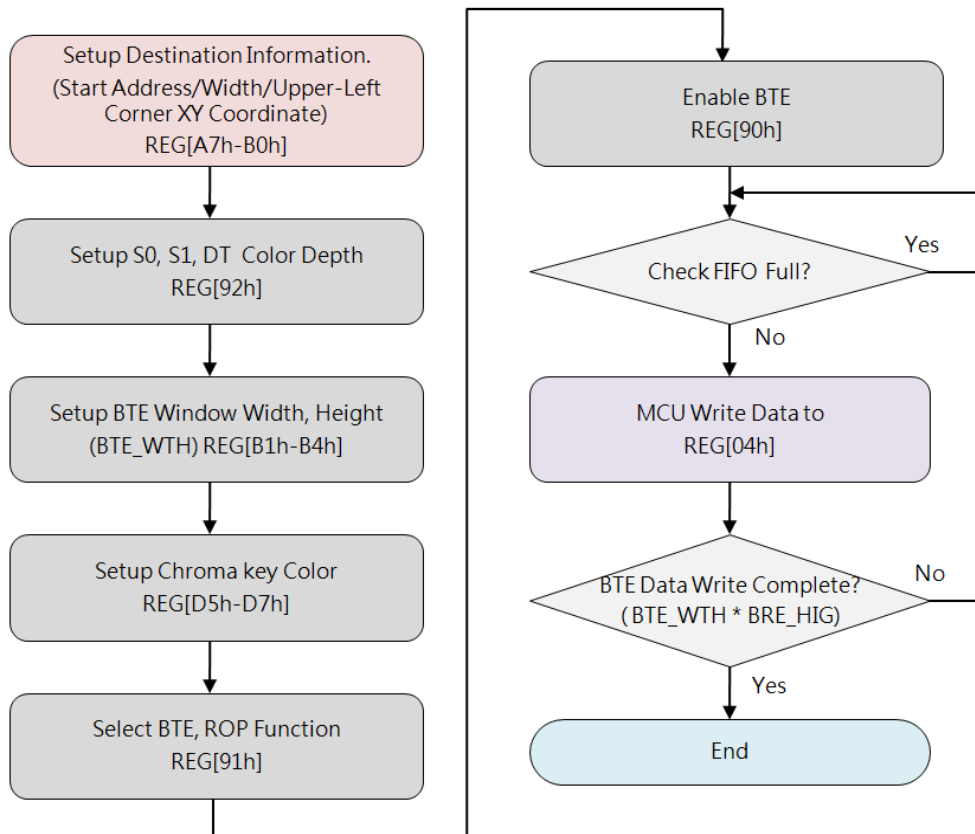 Setup Destination Information.
(Start Address/Width/Upper-Left
Corner XY Coordinate)
REG[A7h-B0h]
Setup S0, S1, DT  Color Depth
REG[92h]
Setup BTE Window Width, Height
(BTE_WTH) REG[B1h-B4h]
Setup Chroma key Color
REG[D5h-D7h]
Select BTE, ROP Function
REG[91h]
Enable BTE
REG[90h]
Check FIFO Full?
Yes
No
MCU Write Data to
REG[04h]
BTE Data Write Complete?
( BTE_WTH * BRE_HIG)
No
Yes
End